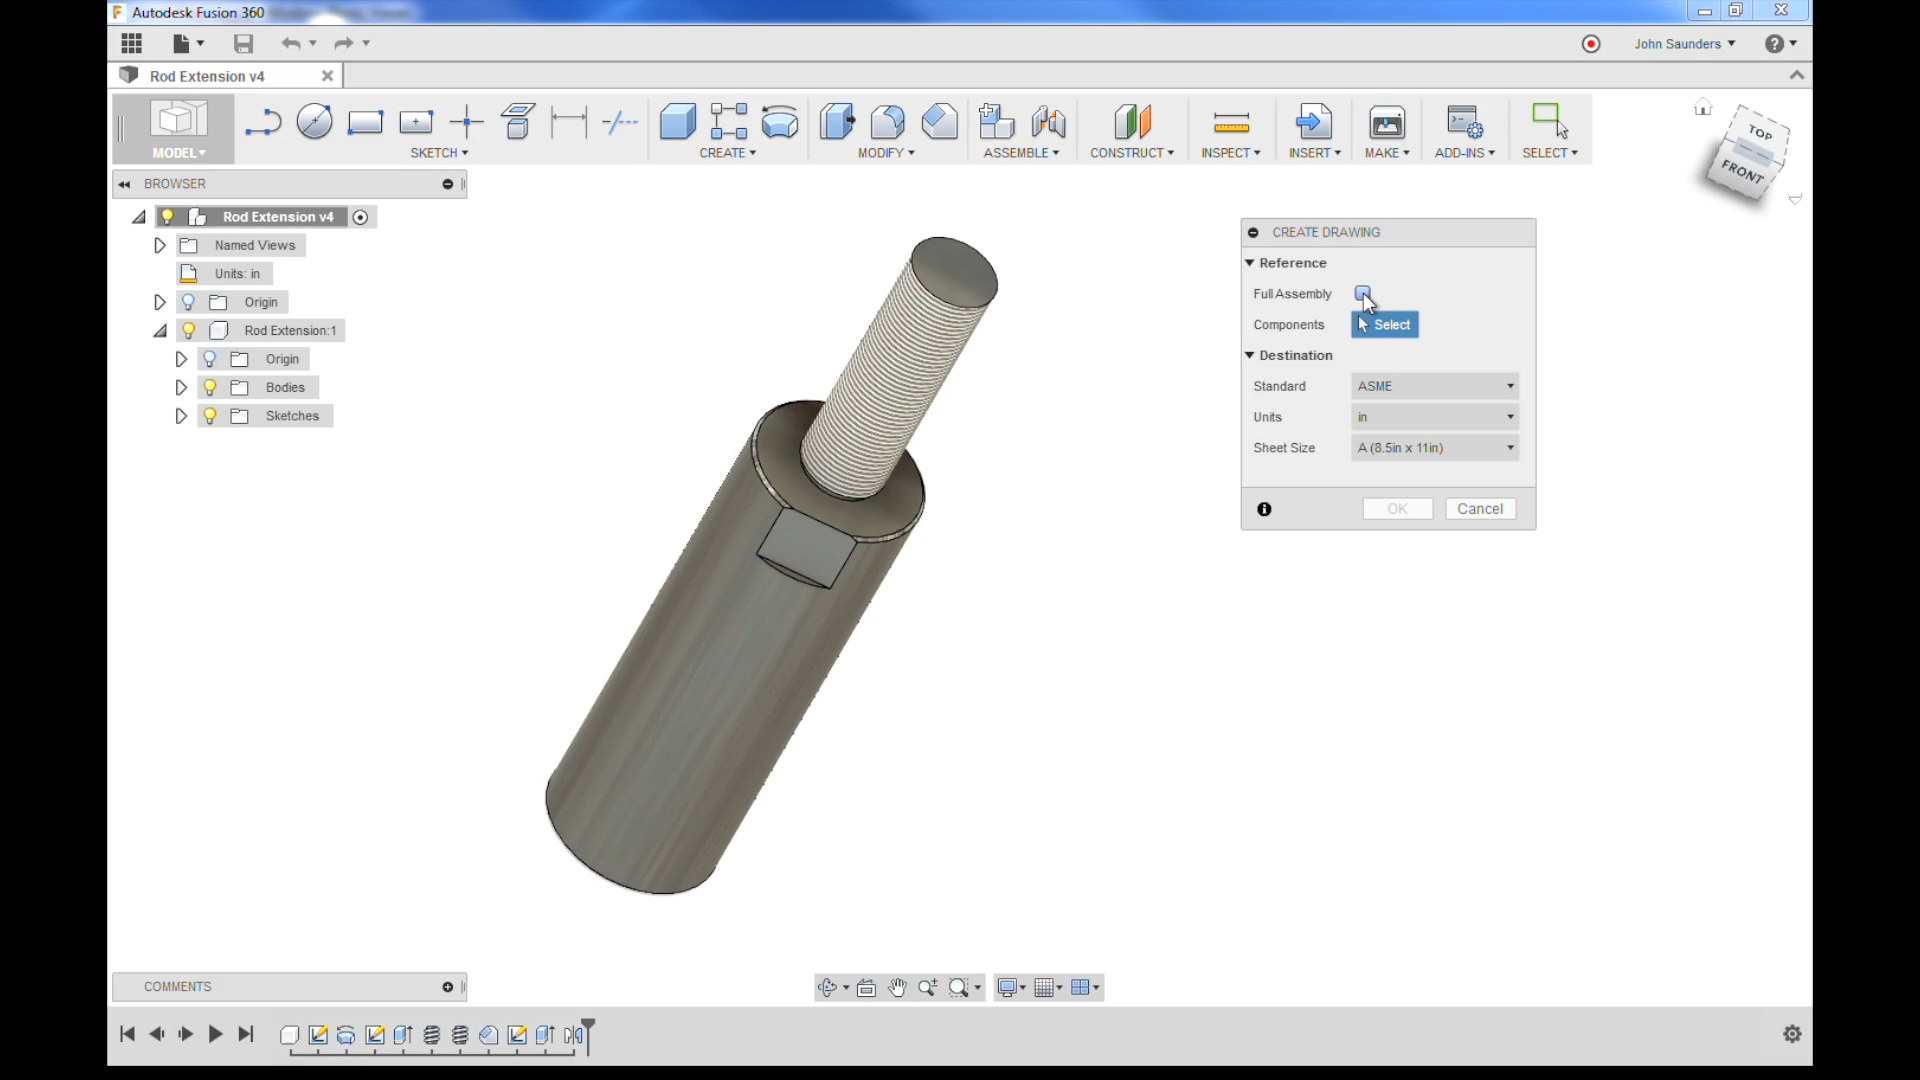 Autodesk Fusion 360
John Saunders
Rod Extension v4
MODEL
SKETCH
CREATE
MODIFY
ASSEMBLE
CONSTRUCT
INSPECT
INSERT
MAKE
ADD-INS
SELECT
TOP
FRONT
BROWSER
Rod Extension v4
Named Views
Units: in
Origin
Rod Extension:1
Origin
Bodies
Sketches
CREATE DRAWING
Reference
Full Assembly
Components Select
Destination
Standard ASME
Units in
Sheet Size A (8.5in x 11in)
OK Cancel
COMMENTS